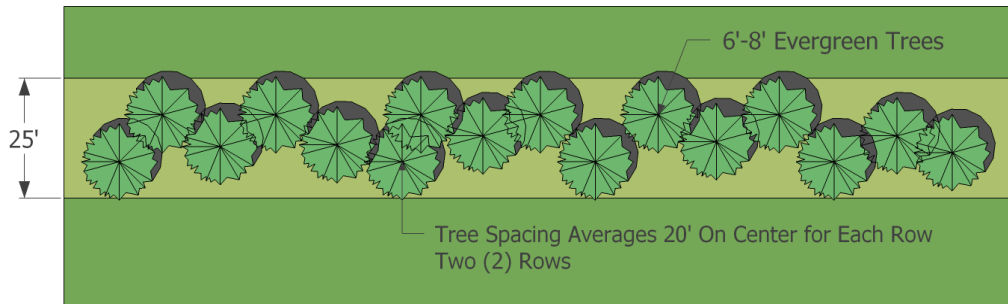 6'-8' Evergreen Trees
25'
Tree Spacing Averages 20' On Center for Each Row
Two (2) Rows